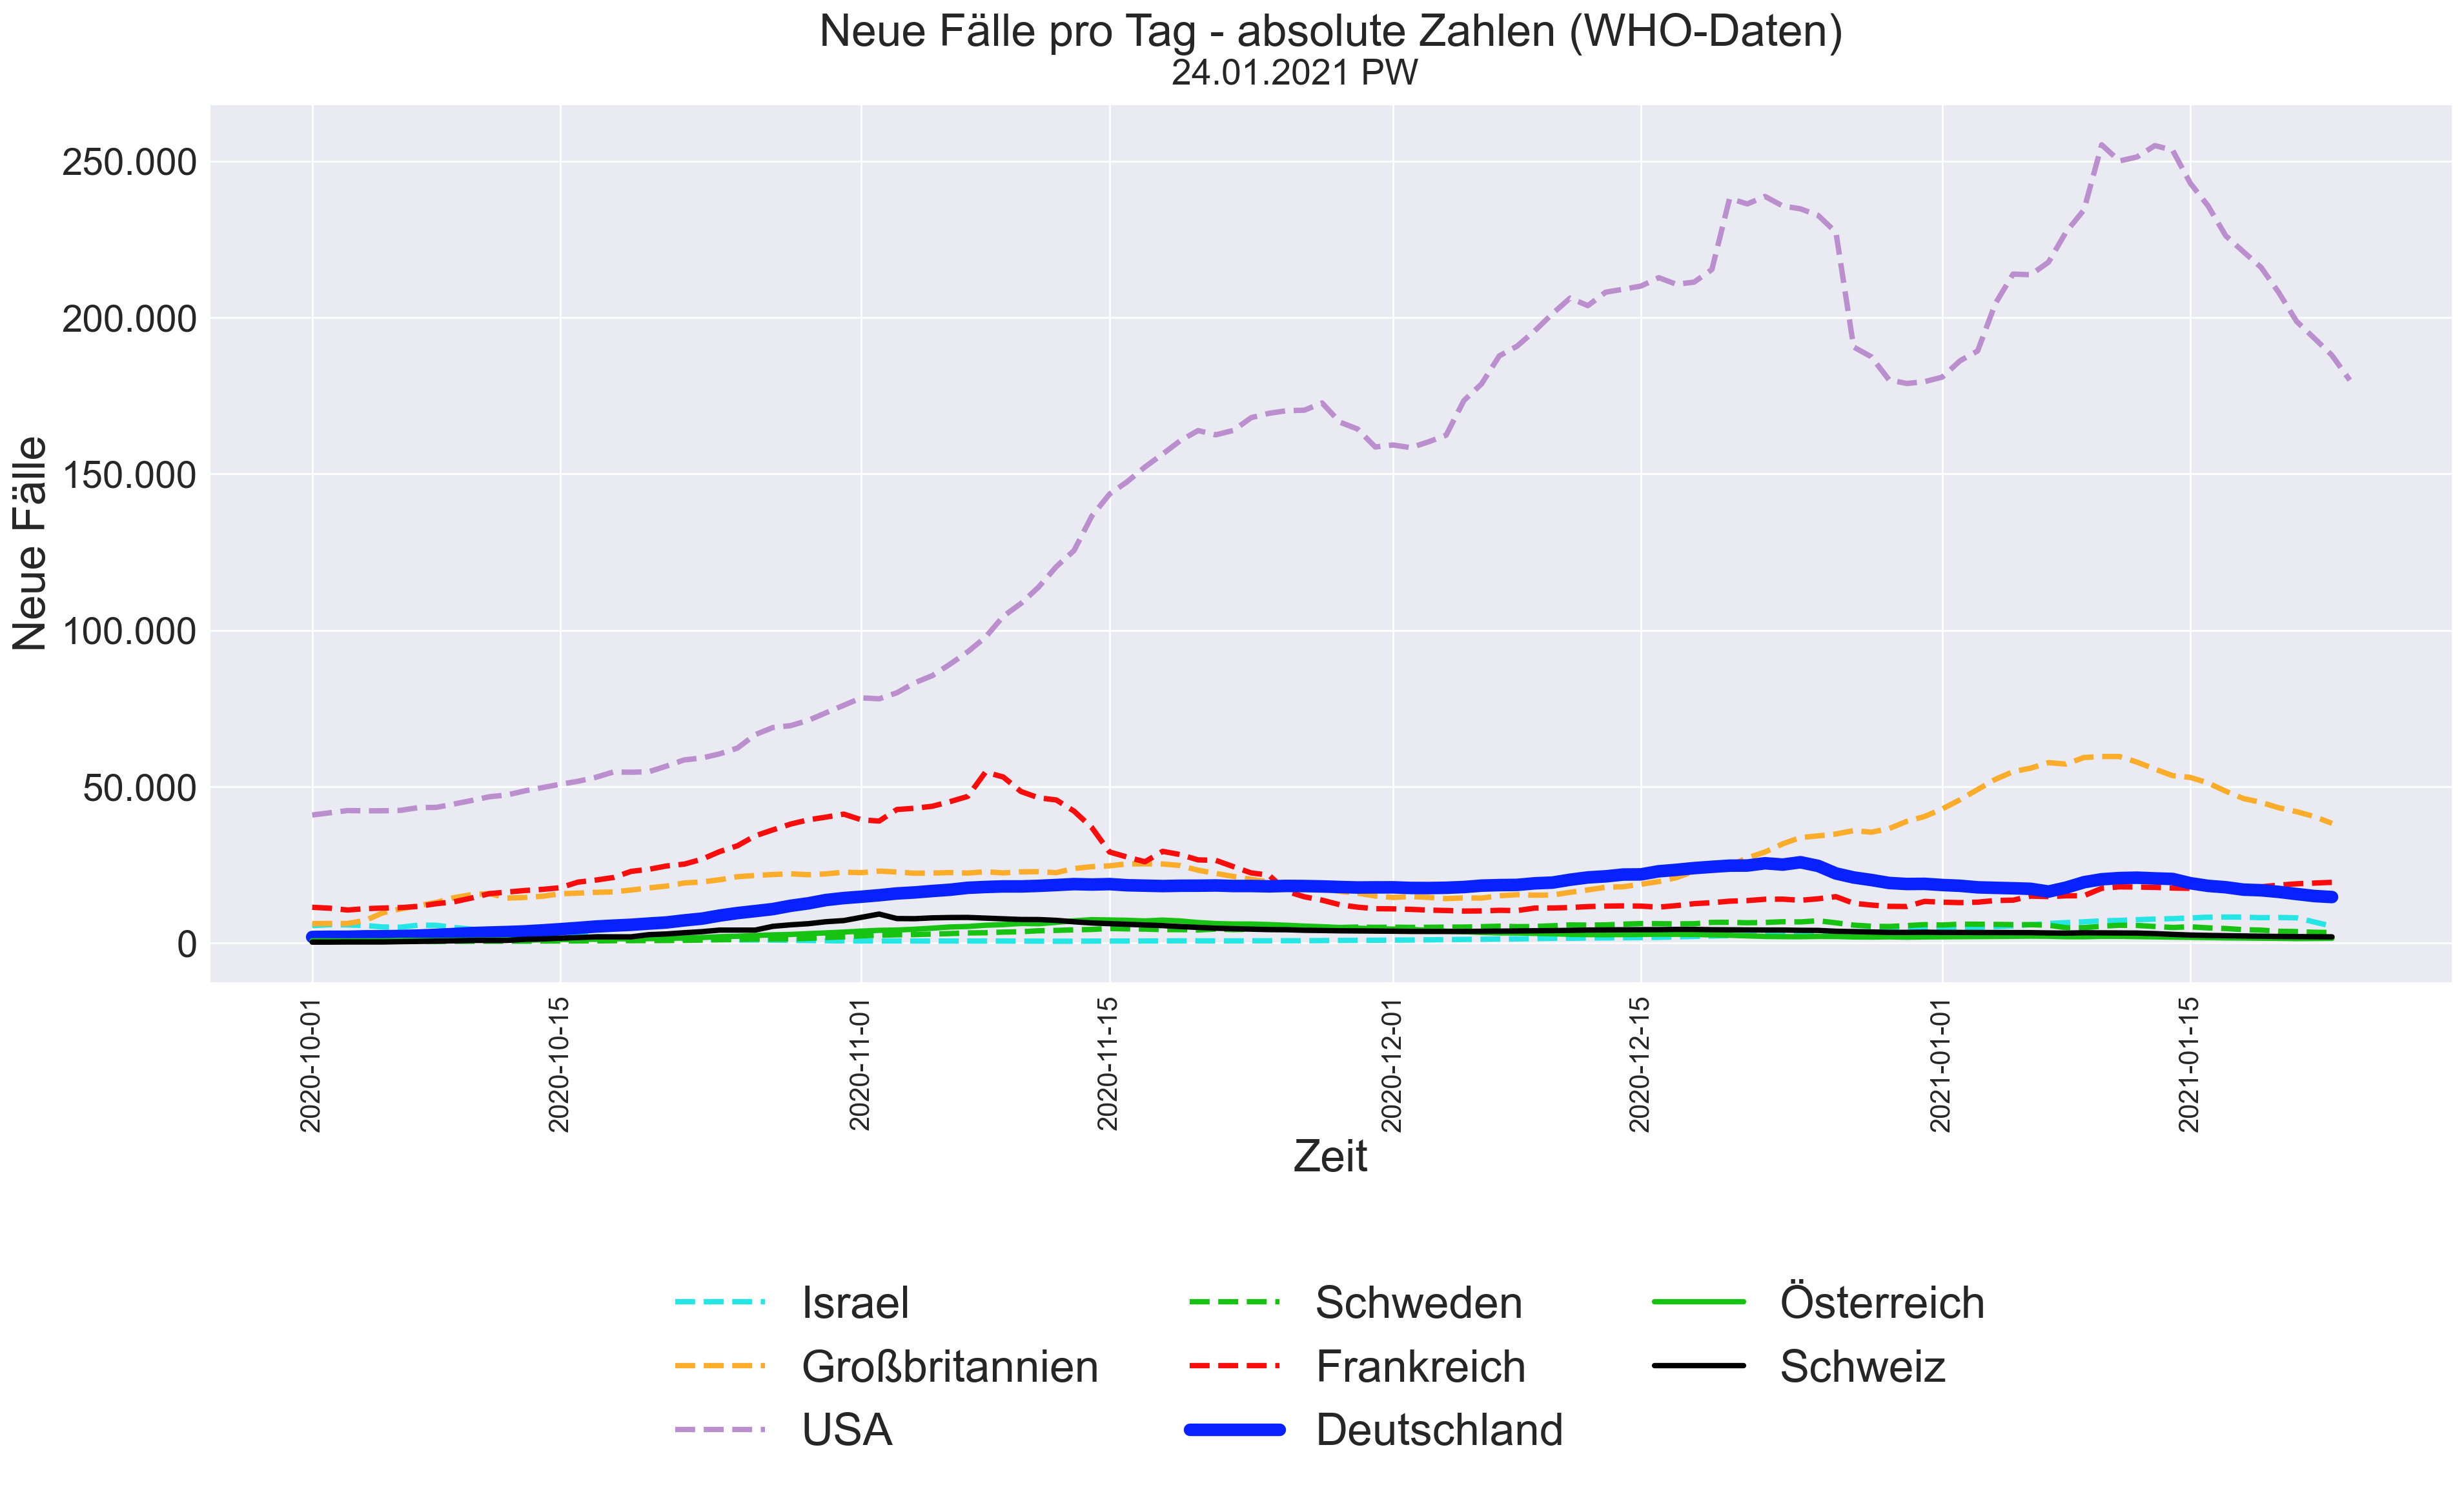 Neue Fälle pro Tag - absolute Zahlen (WHO-Daten)
24.01.2021 PW
Neue Fälle
250.000
200.000
150.000
100.000
50.000
0
2020-10-01
2020-10-15
2020-11-01
2020-11-15
2020-12-01
2020-12-15
2021-01-01
2021-01-15
Zeit
Israel
Großbritannien
USA
Schweden
Frankreich
Deutschland
Österreich
Schweiz